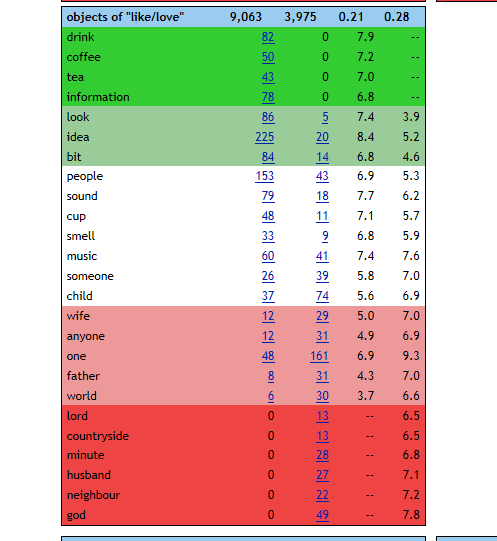 objects of "like/love" 9,063 3,975 0.21 0.28
drink 82 0 7.9 --
coffee 50 0 7.2 --
tea 43 0 7.0 --
information 78 0 6.8 --
look 86 5 7.4 3.9
idea 225 20 8.4 5.2
bit 84 14 6.8 4.6
people 153 43 6.9 5.3
sound 79 18 7.7 6.2
cup 48 11 7.1 5.7
smell 33 9 6.8 5.9
music 60 41 7.4 7.6
someone 26 39 5.8 7.0
child 37 74 5.6 6.9
wife 12 29 5.0 7.0
anyone 12 31 4.9 6.9
one 48 161 6.9 9.3
father 8 31 4.3 7.0
world 6 30 3.7 6.6
lord 0 13 -- 6.5
countryside 0 13 -- 6.5
minute 0 28 -- 6.8
husband 0 27 -- 7.1
neighbour 0 22 -- 7.2
god 0 49 -- 7.8